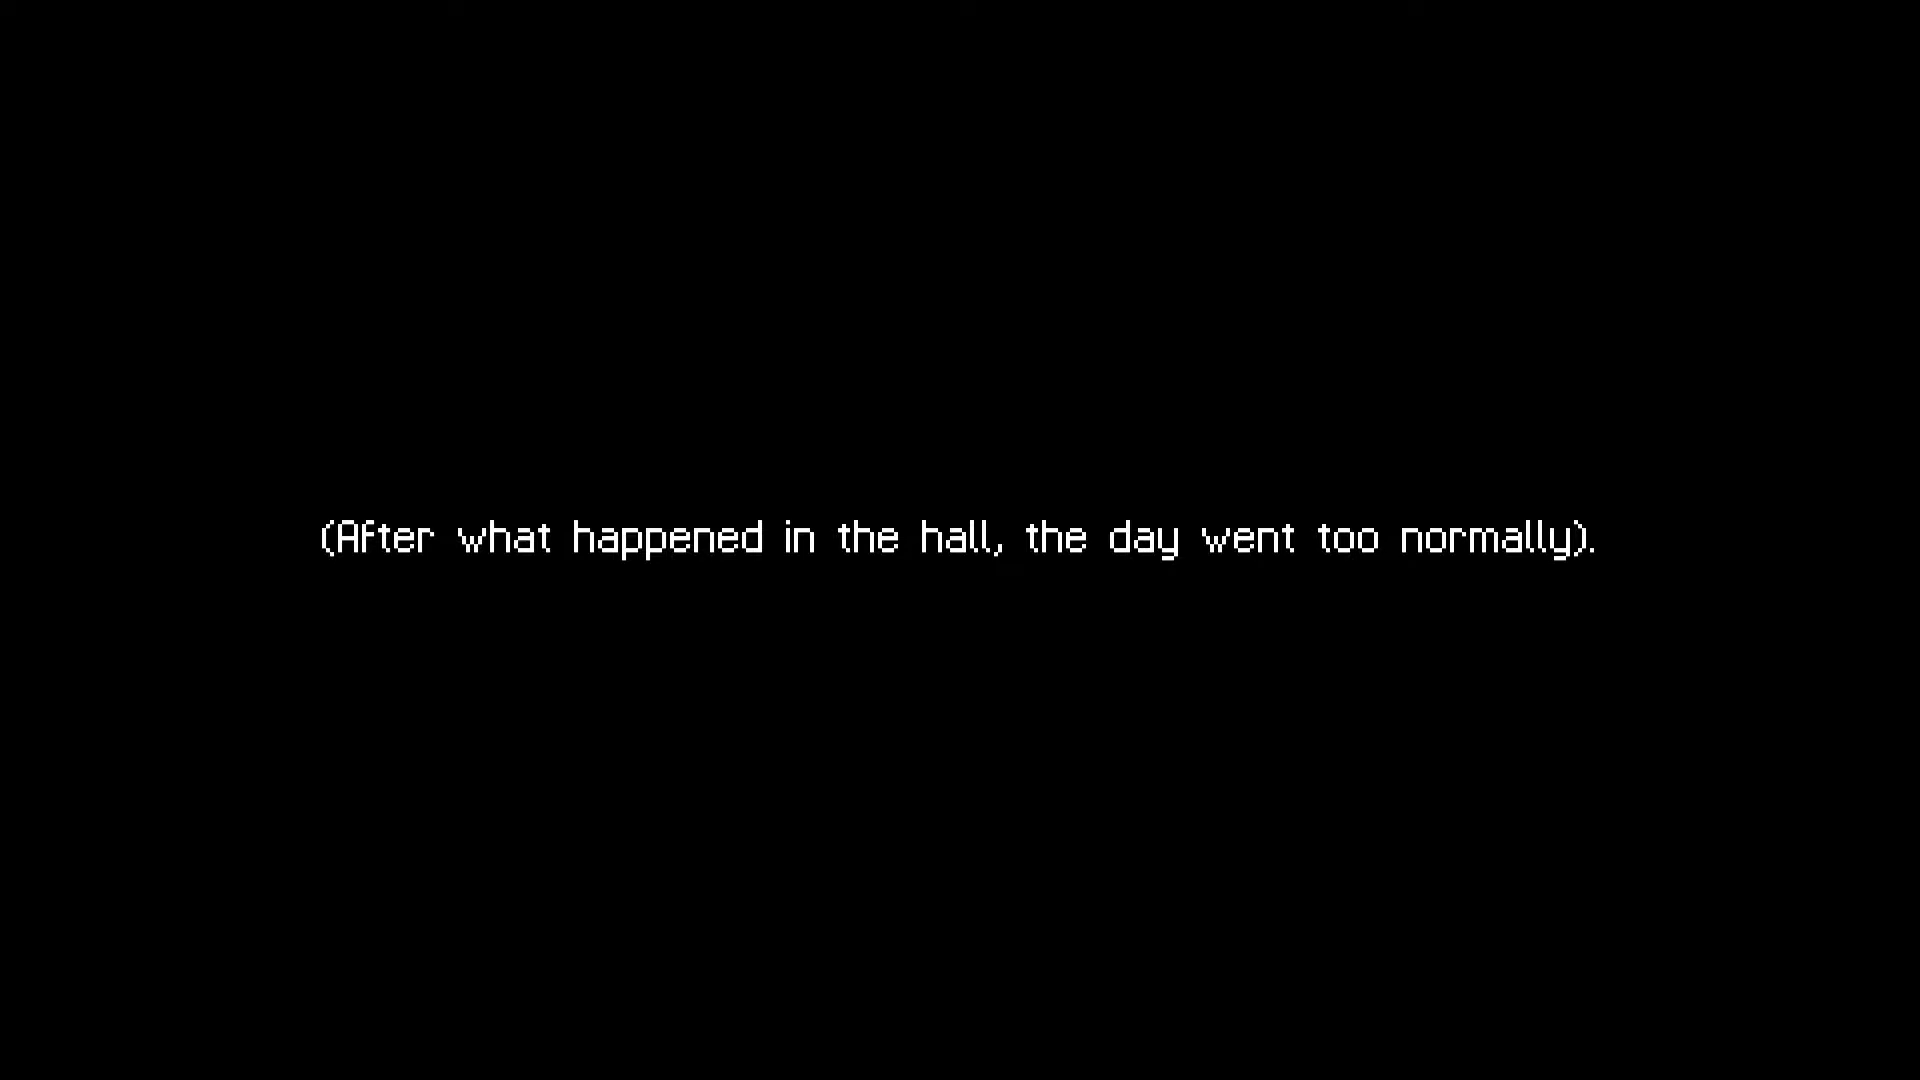 (After what happened in the hall, the day went too normally).